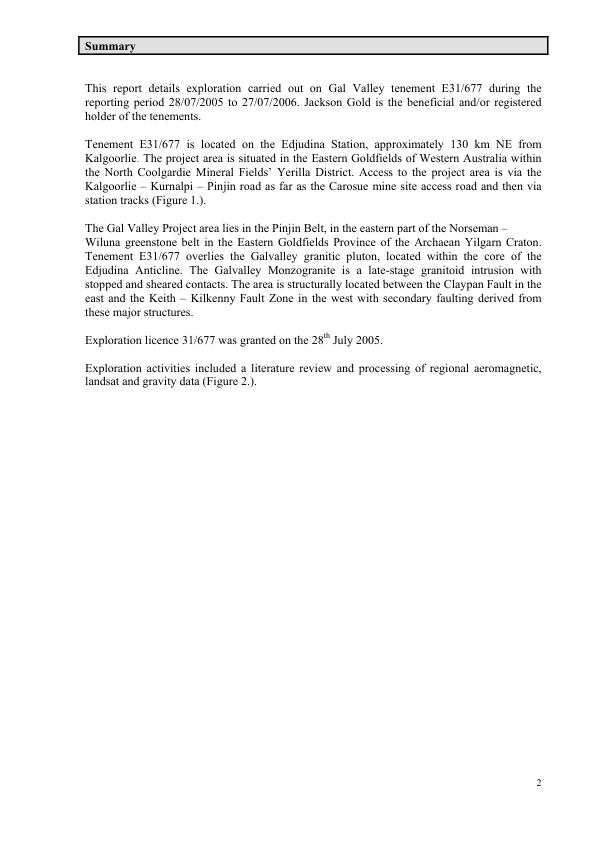 Summary
This report details exploration carried out on Gal Valley tenement E31/677 during the
reporting period 28/07/2005 to 27/07/2006. Jackson Gold is the beneficial and/or registered
holder of the tenements.
Tenement E31/677 is located on the Edjudina Station, approximately 130 km NE from
Kalgoorlie. The project area is situated in the Eastern Goldfields of Western Australia within
the North Coolgardie Mineral Fields' Yerilla District. Access to the project area is via the
Kalgoorlie – Kurnalpi – Pinjin road as far as the Carosue mine site access road and then via
station tracks (Figure 1.).
The Gal Valley Project area lies in the Pinjin Belt, in the eastern part of the Norseman –
Wiluna greenstone belt in the Eastern Goldfields Province of the Archaean Yilgarn Craton.
Tenement E31/677 overlies the Galvalley granitic pluton, located within the core of the
Edjudina Anticline. The Galvalley Monzogranite is a late-stage granitoid intrusion with
stopped and sheared contacts. The area is structurally located between the Claypan Fault in the
east and the Keith – Kilkenny Fault Zone in the west with secondary faulting derived from
these major structures.
Exploration licence 31/677 was granted on the 28th July 2005.
Exploration activities included a literature review and processing of regional aeromagnetic,
landsat and gravity data (Figure 2.).
2